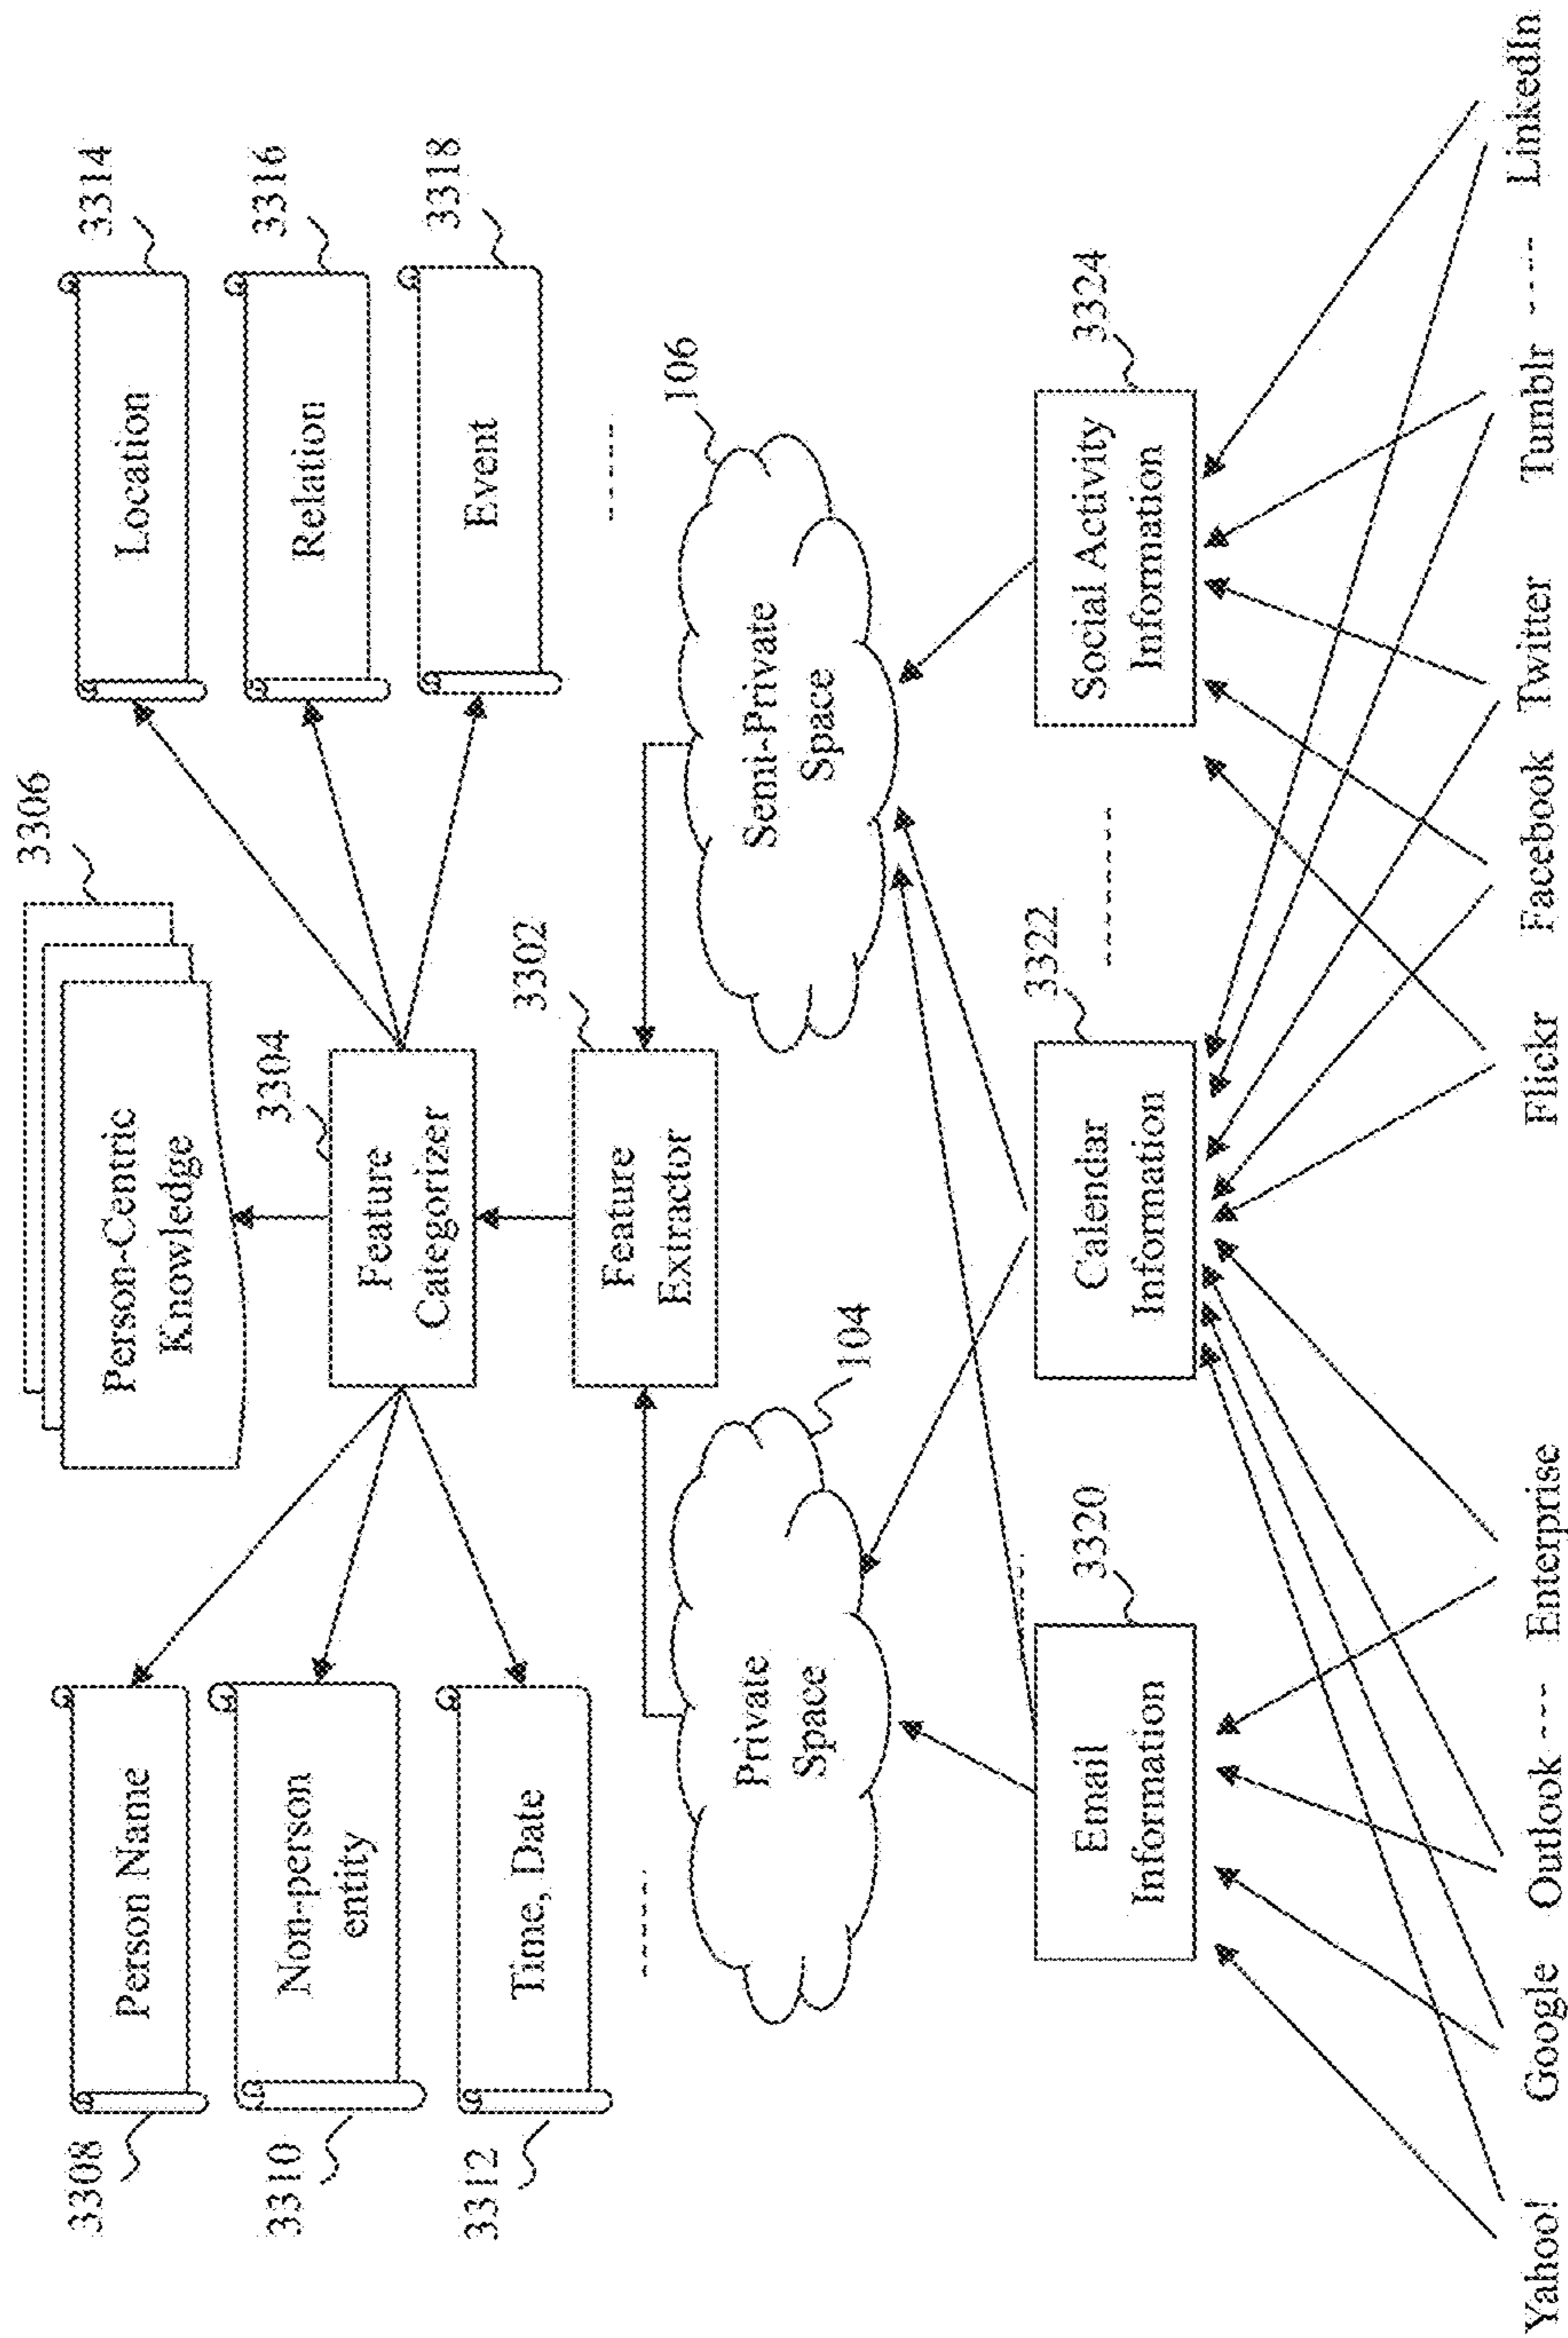 3306
Person-Centric
Knowledge
3308
Person Name
Location
3314
3304
3310
Non-person
entity
Feature
Categorizer
Relation
3316
3312
Time, Date
3302
Event
3318
-----
Feature
Extractor
-----
Private
Space
104
Semi-Private
Space
106
Email
Information
3320
Calendar
Information
3322
-------
Social Activity
Information
3324
Yahoo! Google Outlook --- Enterprise Flickr Facebook Twitter Tumblr ---- LinkedIn